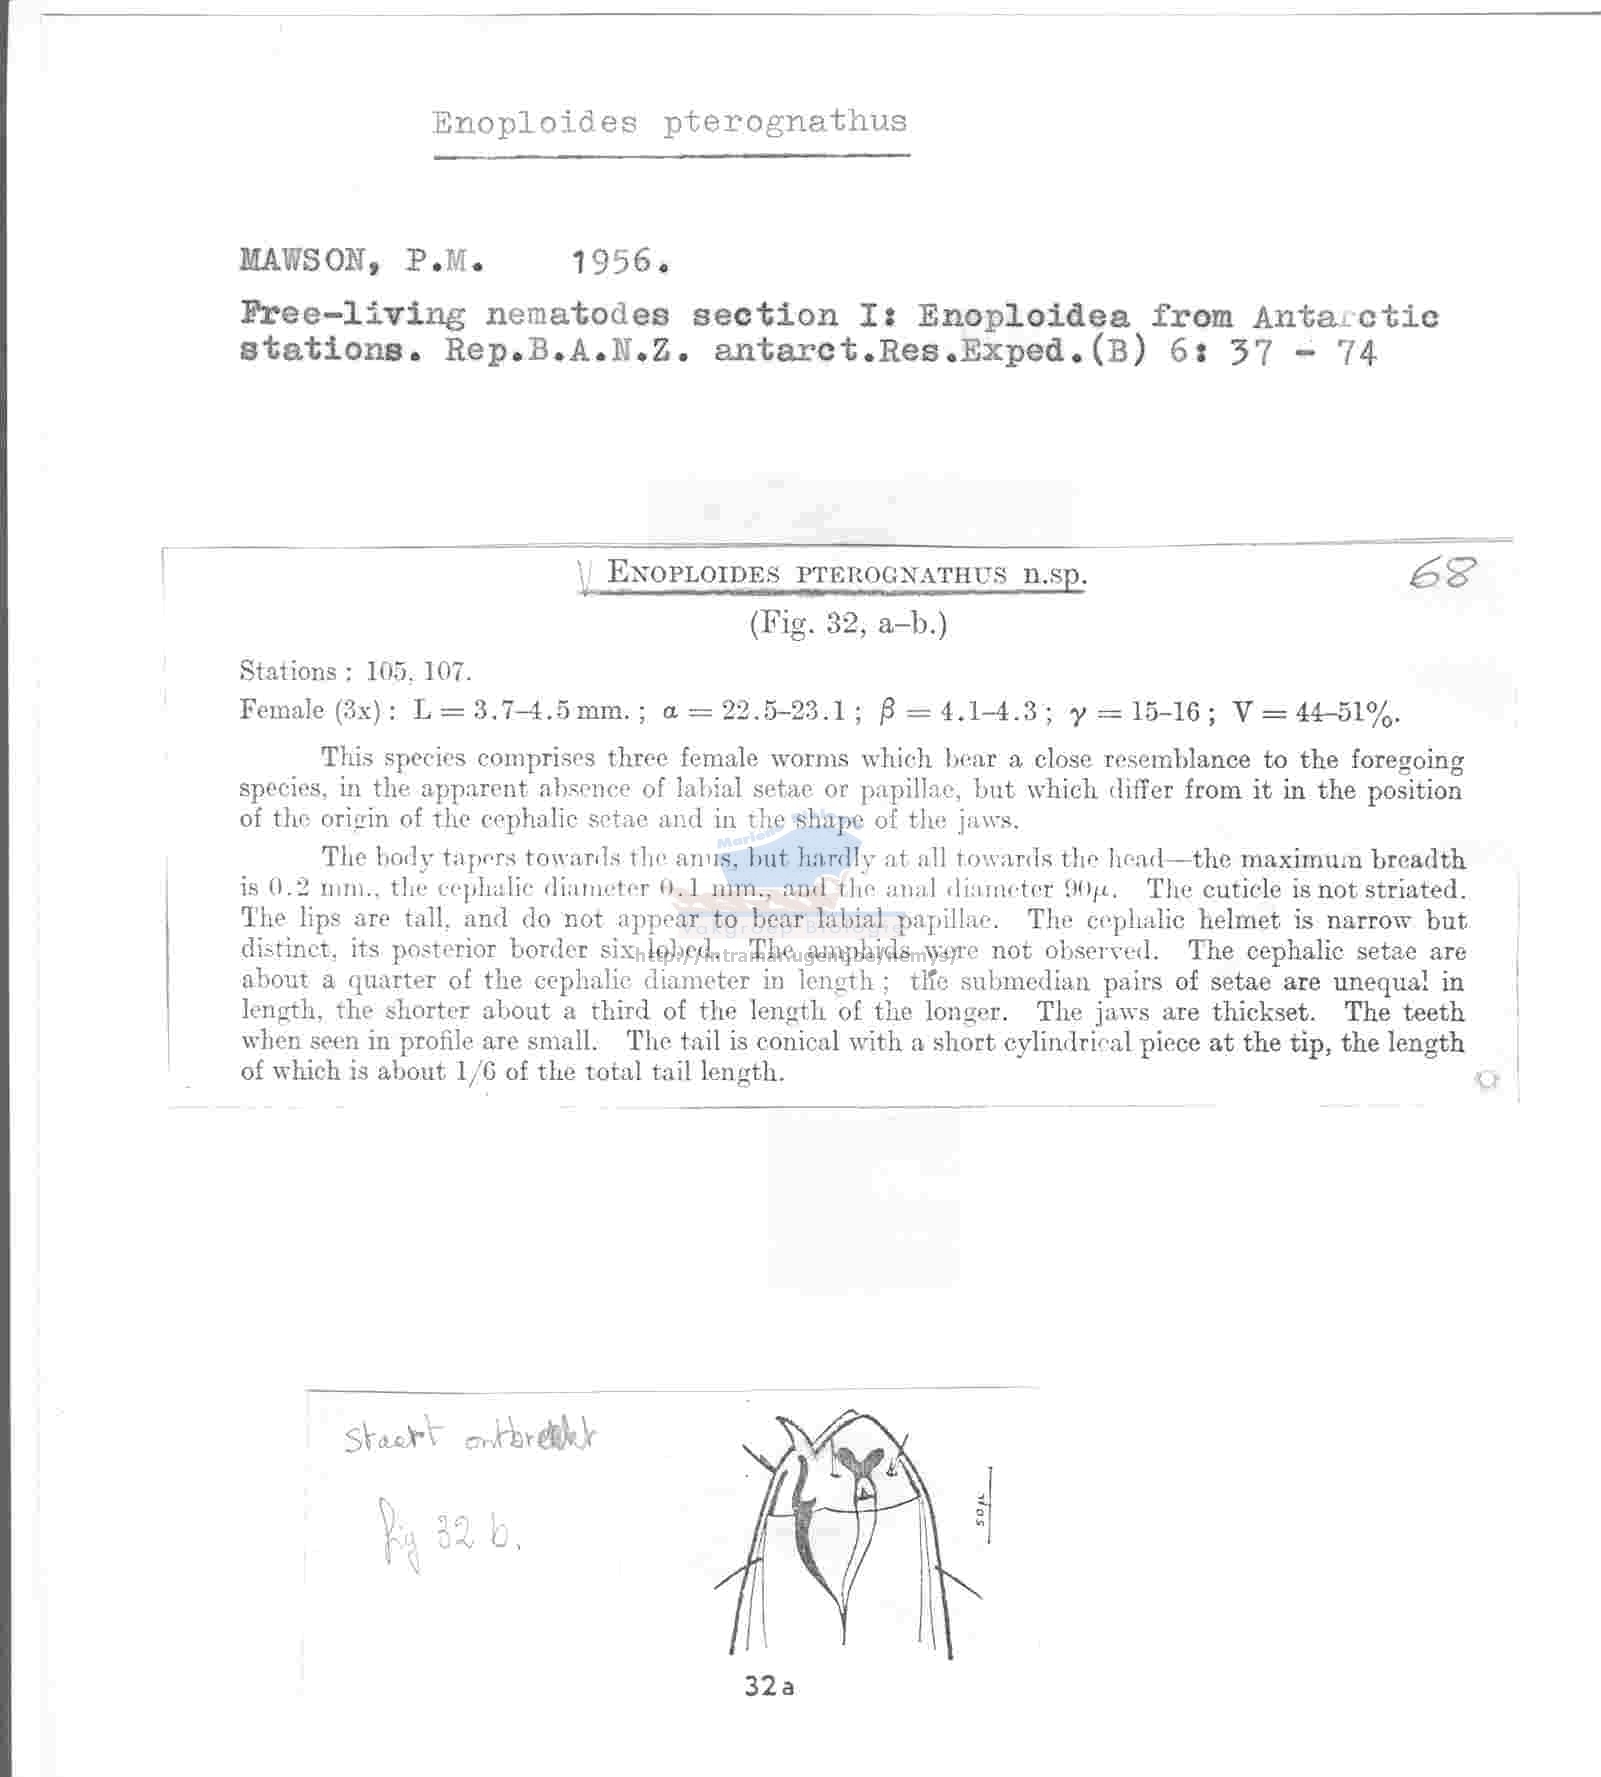 Enoploides pterognathus
MAWSON, P.M. 1956.
Free-living nematodes section I: Enoploidea from Antarctic
stations. Rep.B.A.N.Z. antarct.Res.Exped.(B) 6: 37 - 74
ENOPLOIDES PTEROGNATHUS n.sp.
68
(Fig. 32, a–b.)
Stations : 105, 107.
Female (3x) : L = 3.7–4.5 mm. ; α = 22.5–23.1 ; β = 4.1–4.3 ; γ = 15–16 ; V = 44–51%.
This species comprises three female worms which bear a close resemblance to the foregoing
species, in the apparent absence of labial setae or papillae, but which differ from it in the position
of the origin of the cephalic setae and in the shape of the jaws.
The body tapers towards the anus, but hardly at all towards the head—the maximum breadth
is 0.2 mm., the cephalic diameter 0.1 mm., and the anal diameter 90μ. The cuticle is not striated.
The lips are tall, and do not appear to bear labial papillae. The cephalic helmet is narrow but
distinct, its posterior border six-lobed. The amphids were not observed. The cephalic setae are
about a quarter of the cephalic diameter in length ; the submedian pairs of setae are unequal in
length, the shorter about a third of the length of the longer. The jaws are thickset. The teeth
when seen in profile are small. The tail is conical with a short cylindrical piece at the tip, the length
of which is about 1/6 of the total tail length.
Vakgroep Biologie
http://intramar.ugent.be/nemys/
staart ontbreekt
fig 32 b.
50μ
32a